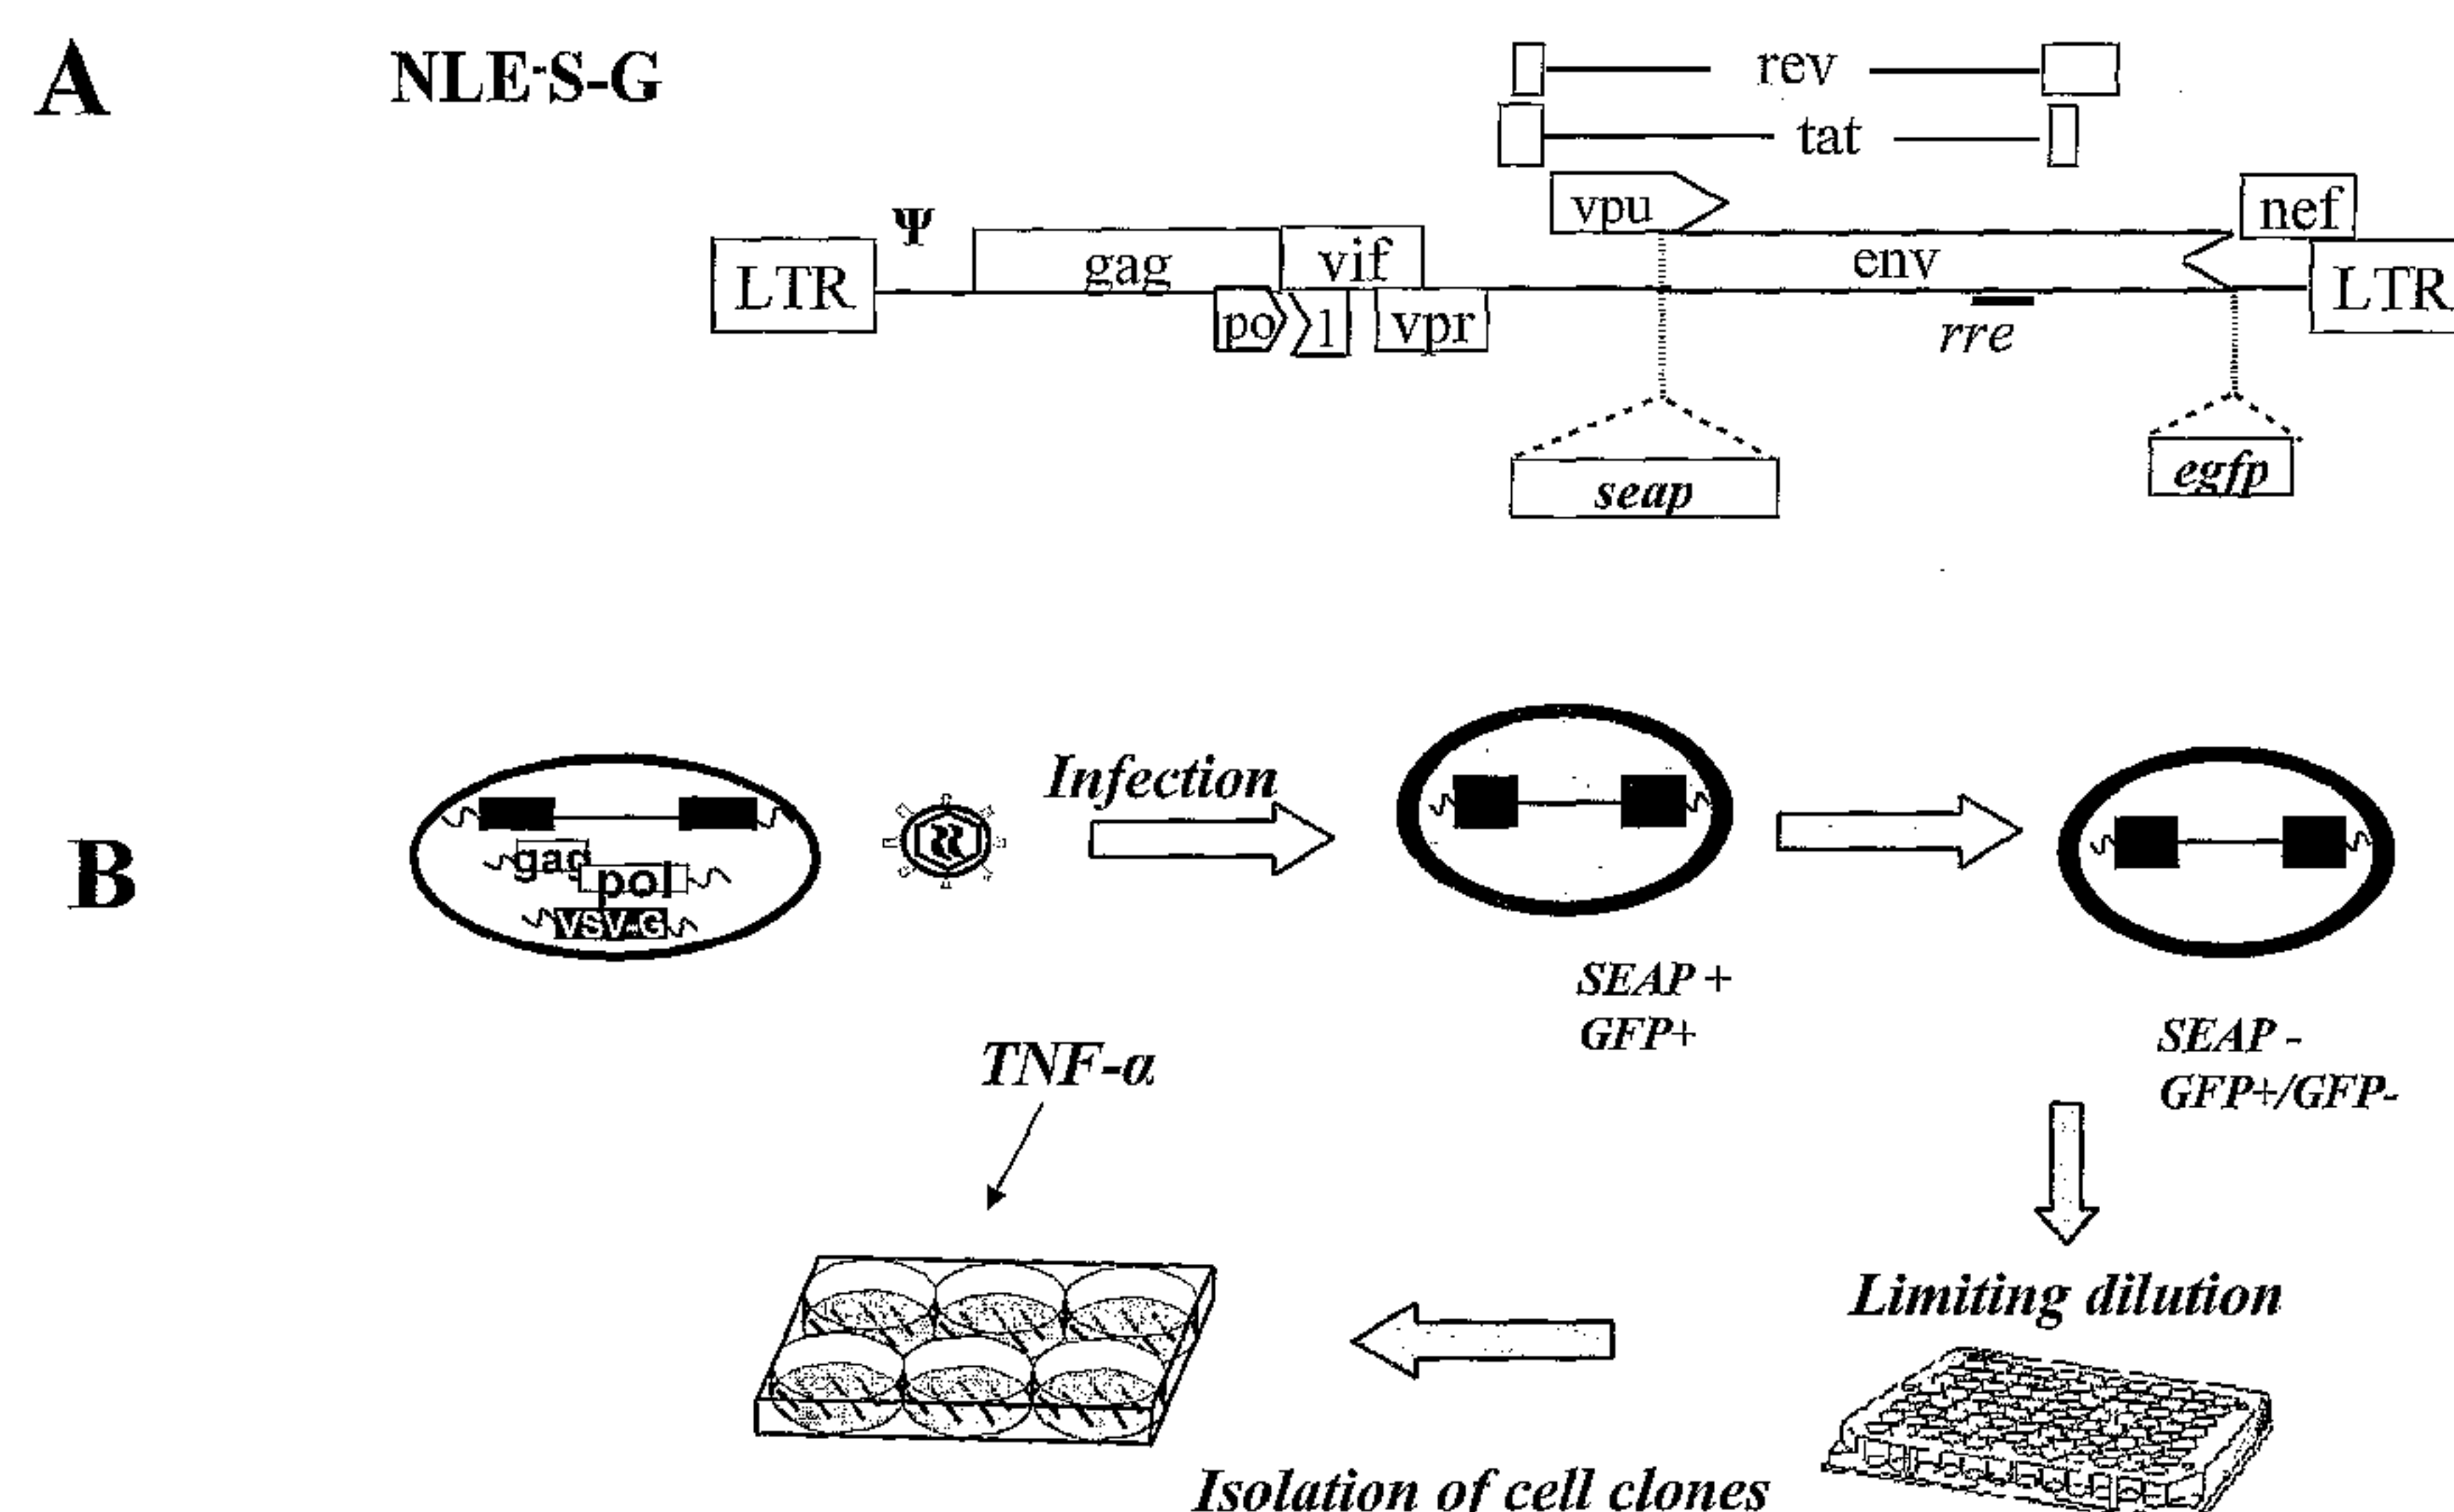 A
NLE-S-G
rev
tat
vpu
nef
Ψ
LTR
gag
vif
env
LTR
po
l
vpr
rre
seap
egfp
B
Infection
gag
pol
VSV-G
SEAP +
GFP+
SEAP -
GFP+/GFP-
TNF-α
Limiting dilution
Isolation of cell clones